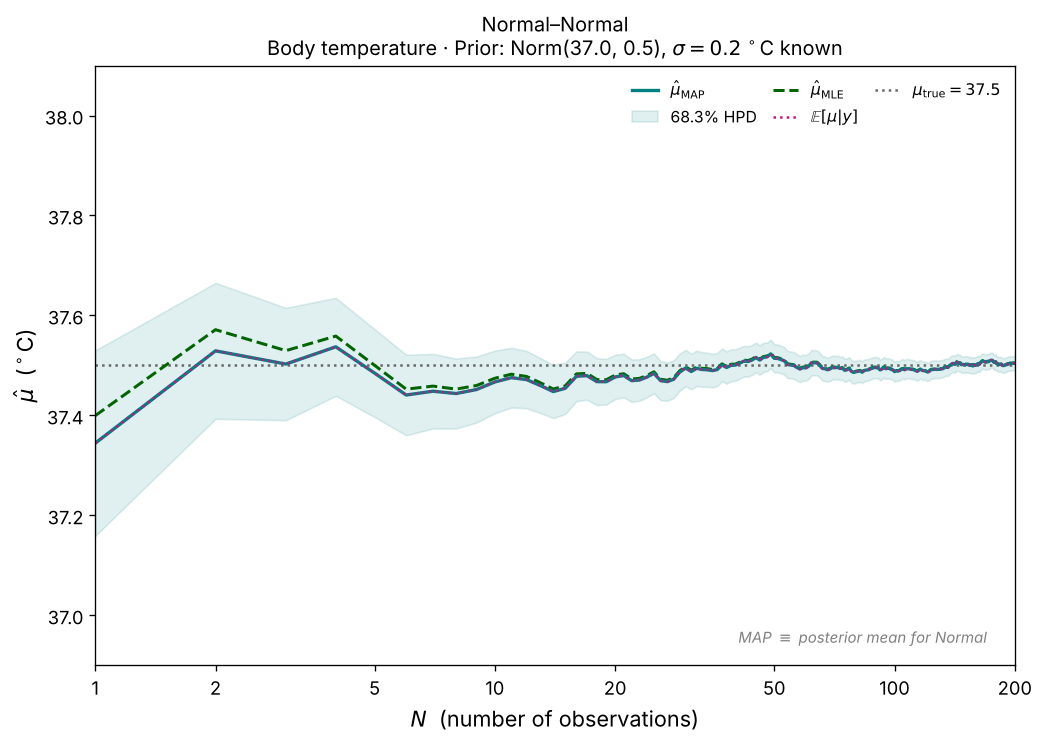 Normal–Normal
Body temperature · Prior: Norm(37.0, 0.5), σ = 0.2 °C known
μ̂_MAP
68.3% HPD
μ̂_MLE
𝔼[μ|y]
μ_true = 37.5
38.0
37.8
37.6
37.4
37.2
37.0
μ̂ (°C)
MAP ≡ posterior mean for Normal
1 2 5 10 20 50 100 200
N (number of observations)